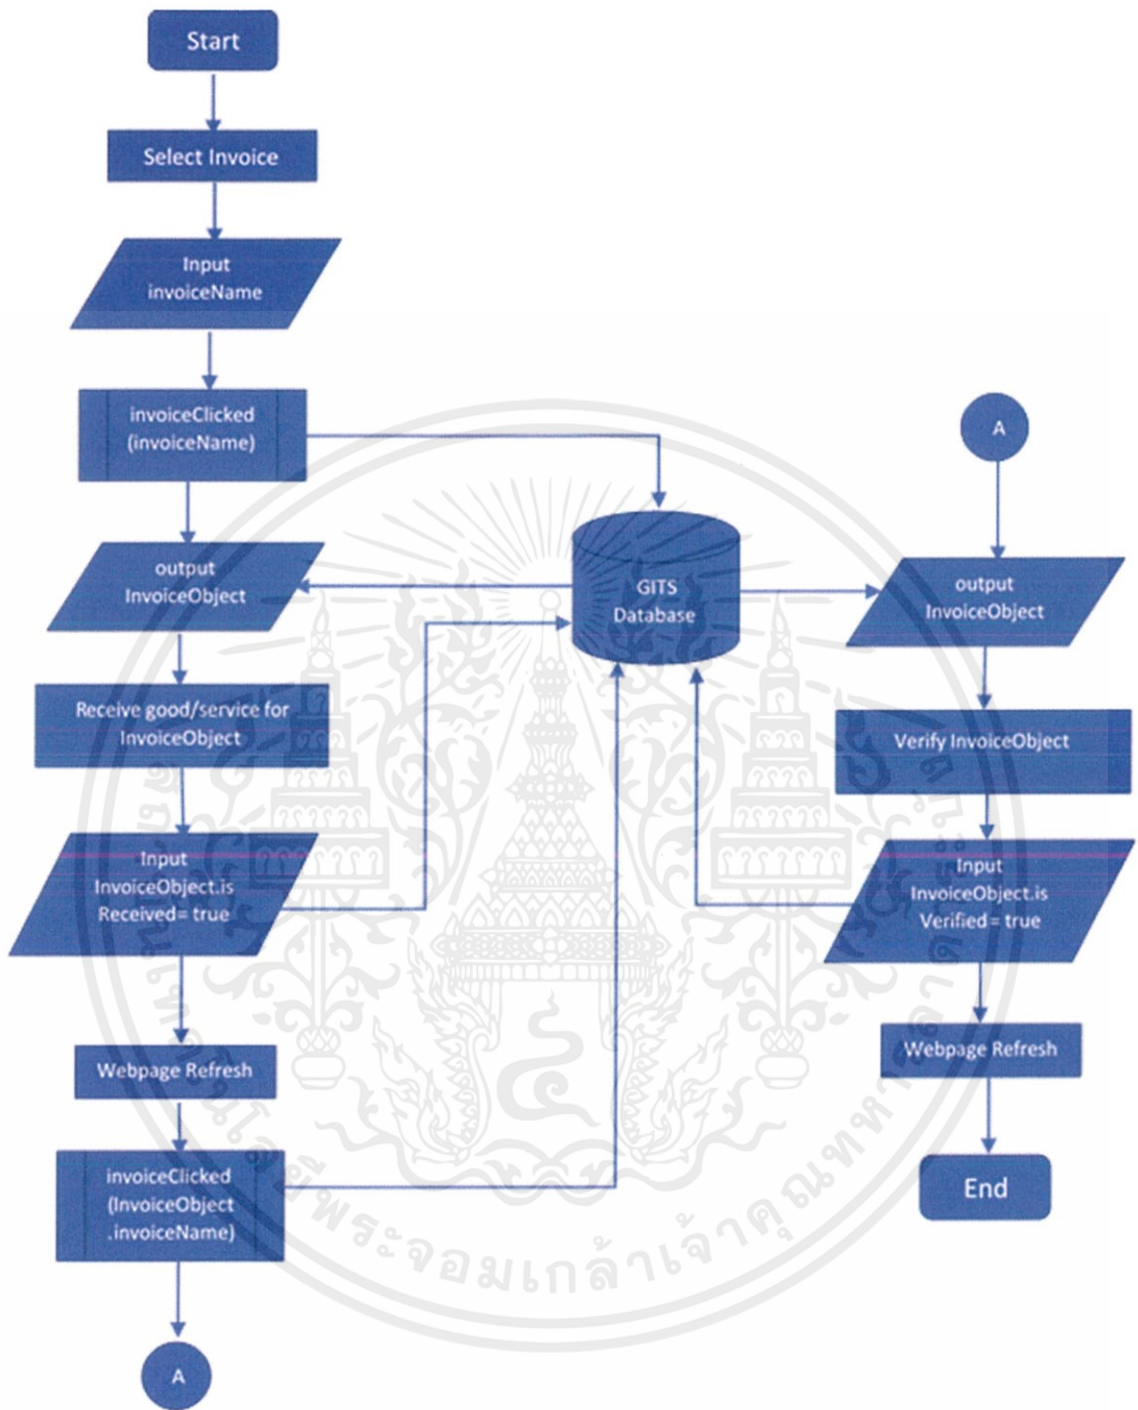 Start
Select Invoice
Input
invoiceName
invoiceClicked
(invoiceName)
output
InvoiceObject
Receive good/service for
InvoiceObject
Input
InvoiceObject.is
Received= true
Webpage Refresh
invoiceClicked
(InvoiceObject
.invoiceName)
A
GITS
Database
A
output
InvoiceObject
Verify InvoiceObject
Input
InvoiceObject.is
Verified= true
Webpage Refresh
End